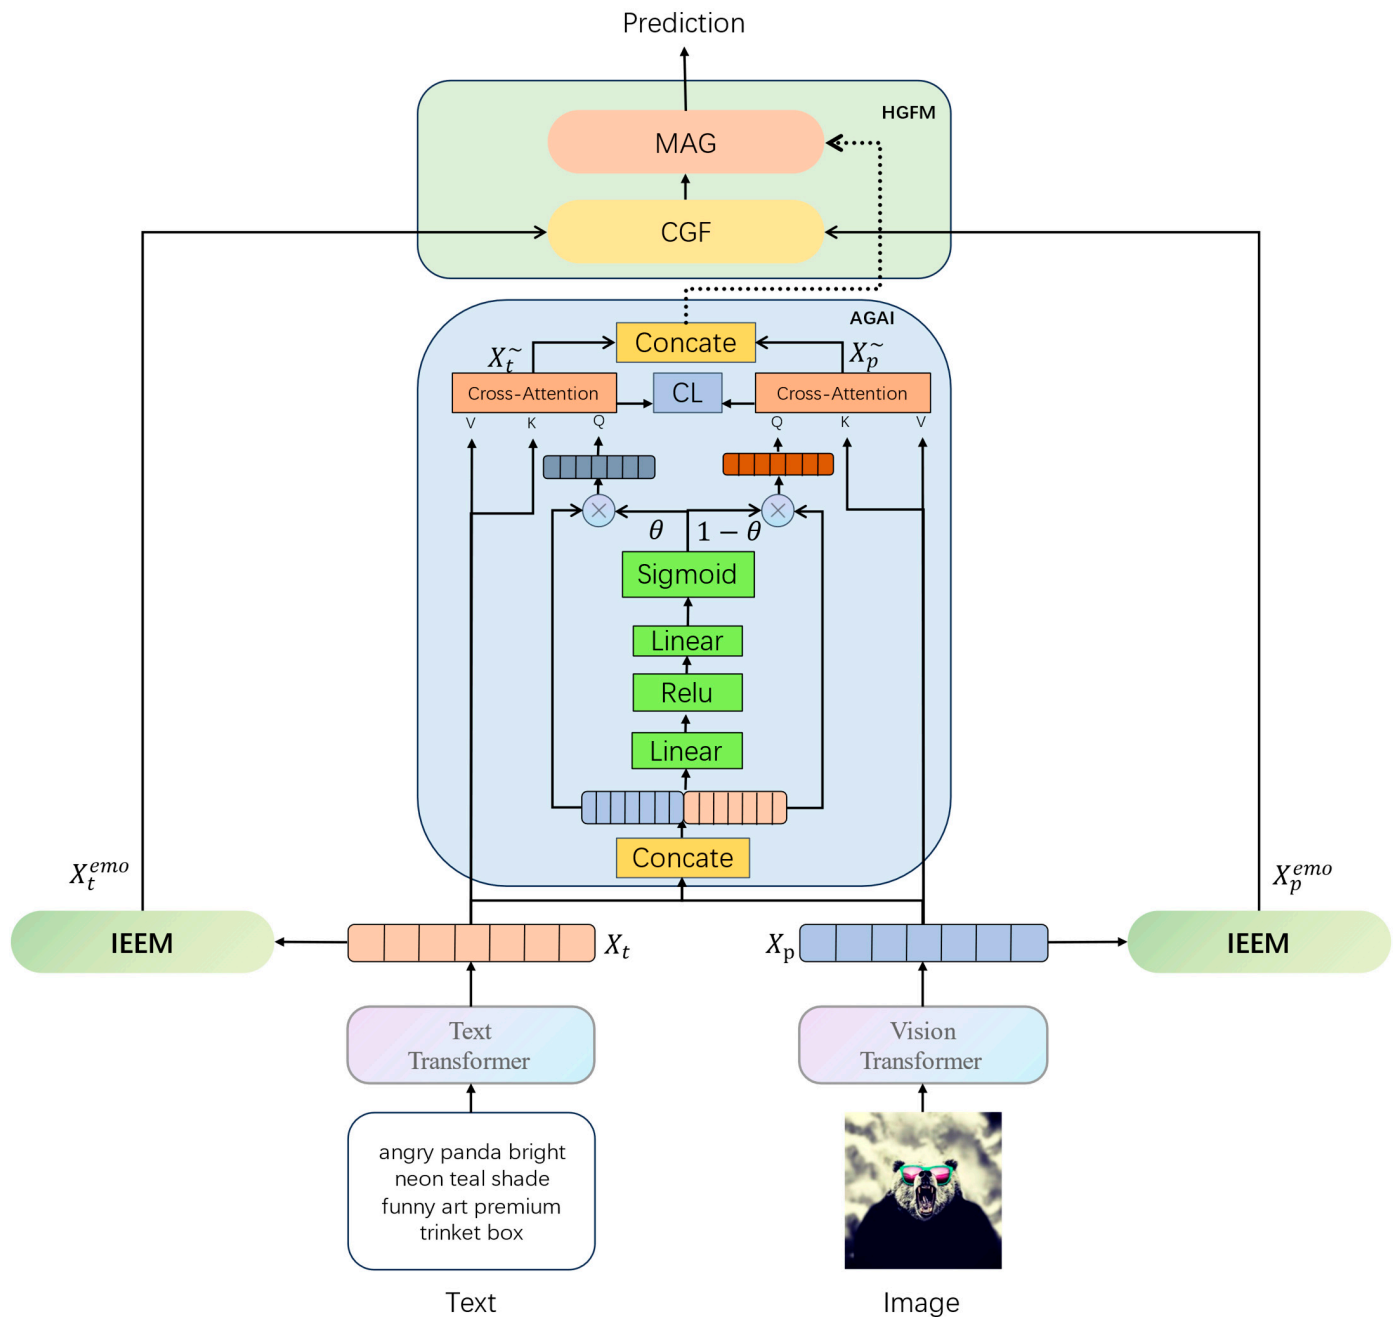 Prediction
HGFM
MAG
CGF
AGAI
Concate
X_t^~
X_p^~
Cross-Attention
CL
Cross-Attention
V K Q
Q K V
×
×
θ
1 − θ
Sigmoid
Linear
Relu
Linear
Concate
X_t^emo
X_p^emo
IEEM
X_t
X_p
IEEM
Text
Transformer
Vision
Transformer
angry panda bright
neon teal shade
funny art premium
trinket box
Text
Image